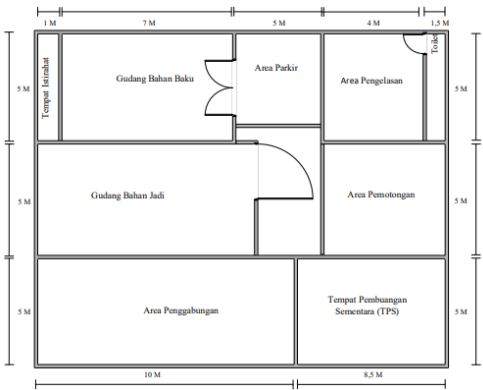 1 M
7 M
5 M
4 M
1,5 M
5 M
Tempat Istirahat
Gudang Bahan Baku
Area Parkir
Area Pengelasan
Toilet
5 M
5 M
Gudang Bahan Jadi
Area Pemotongan
5 M
5 M
Area Penggabungan
Tempat Pembuangan
Sementara (TPS)
5 M
10 M
8,5 M